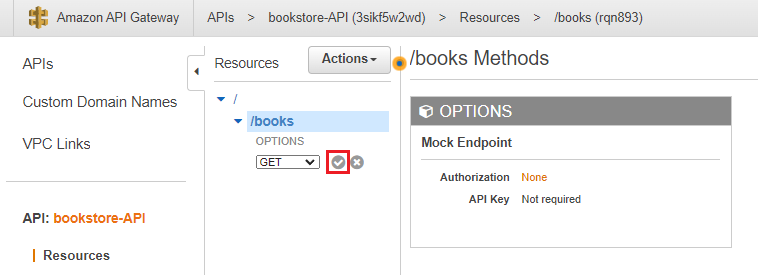 Amazon API Gateway
APIs > bookstore-API (3sikf5w2wd) > Resources > /books (rqn893)
APIs
Custom Domain Names
VPC Links
API: bookstore-API
Resources
Resources
Actions
/
/books
OPTIONS
GET
/books Methods
OPTIONS
Mock Endpoint
Authorization None
API Key Not required